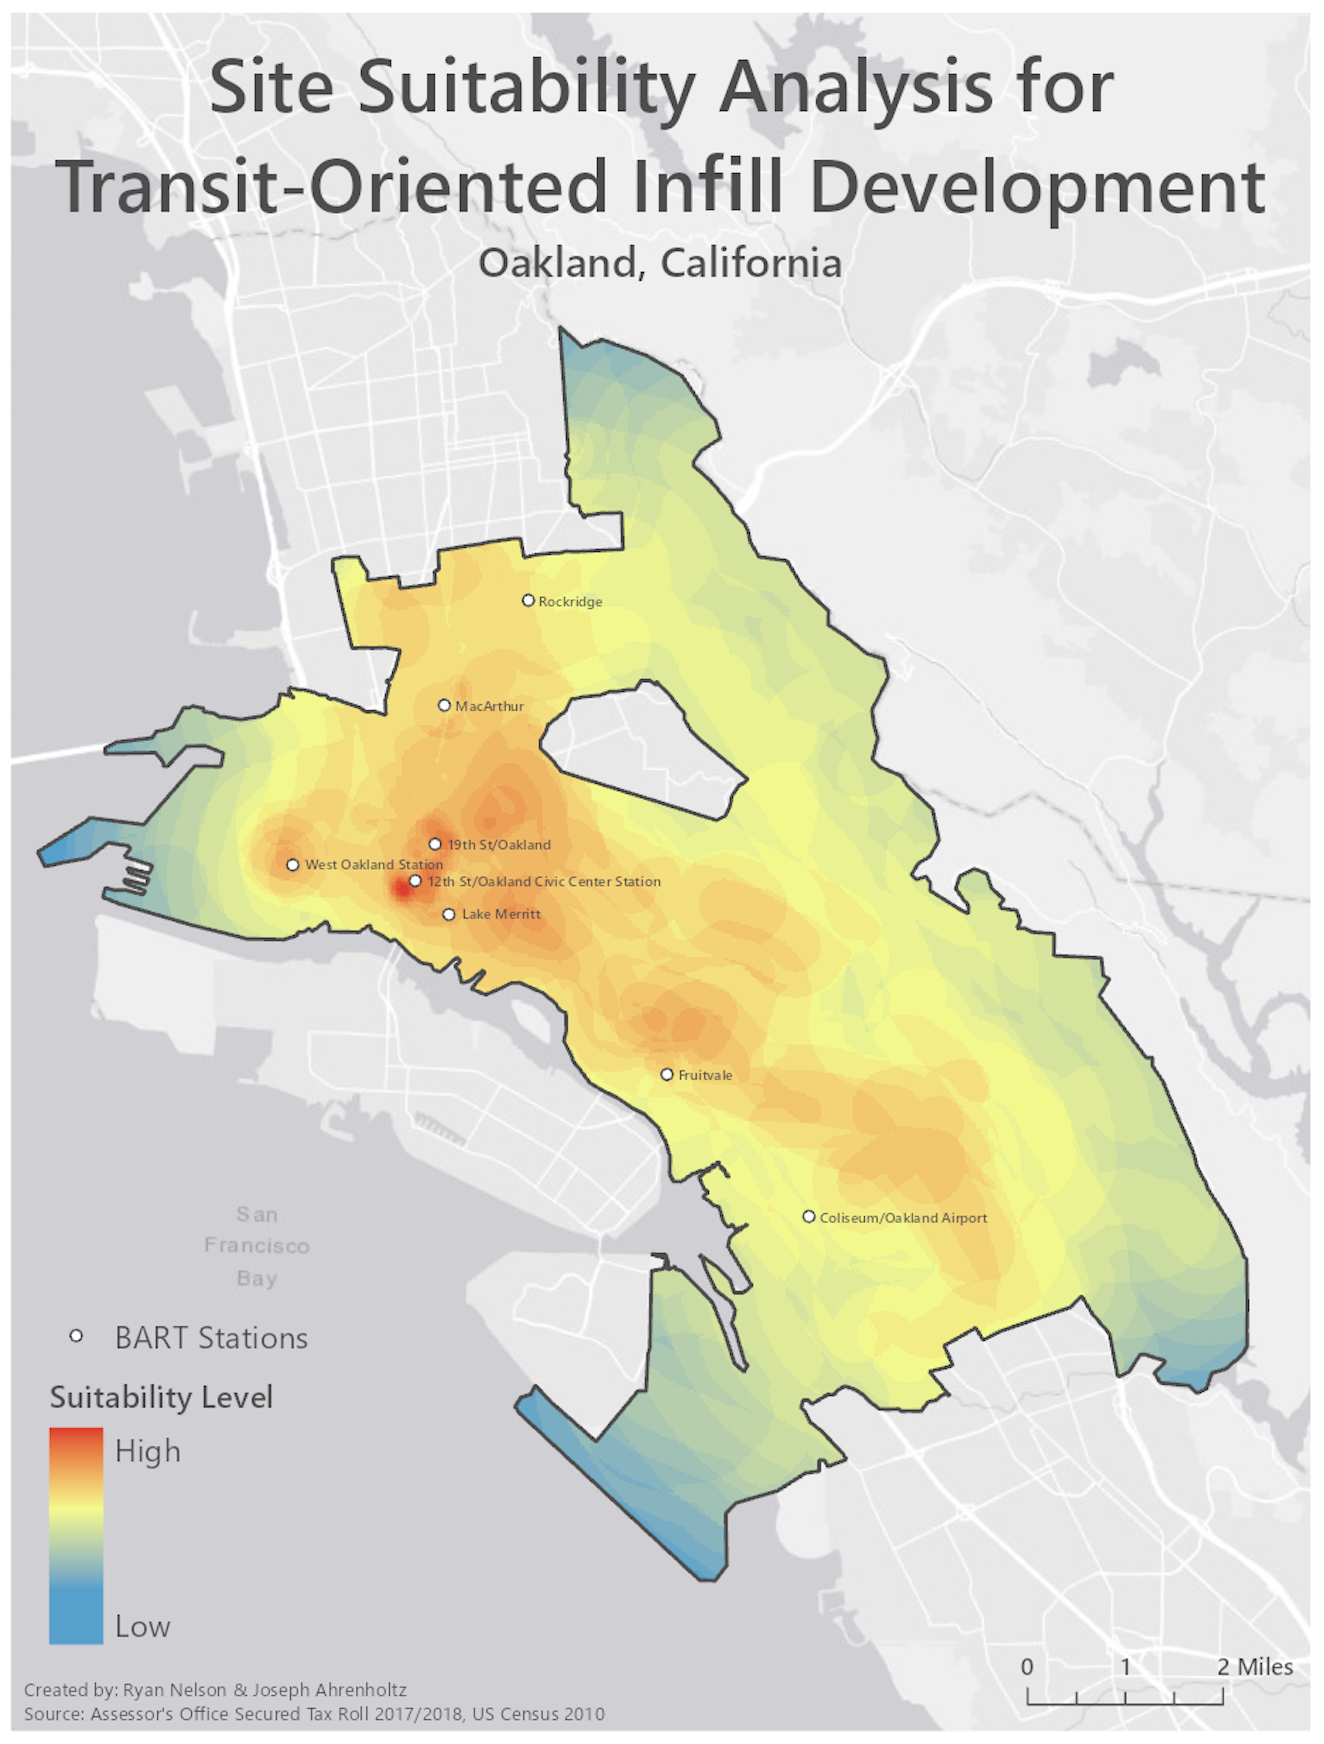 Site Suitability Analysis for
Transit-Oriented Infill Development
Oakland, California
Rockridge
MacArthur
19th St/Oakland
West Oakland Station
12th St/Oakland Civic Center Station
Lake Merritt
Fruitvale
Coliseum/Oakland Airport
San
Francisco
Bay
BART Stations
Suitability Level
High
Low
0 1 2 Miles
Created by: Ryan Nelson & Joseph Ahrenholtz
Source: Assessor's Office Secured Tax Roll 2017/2018, US Census 2010